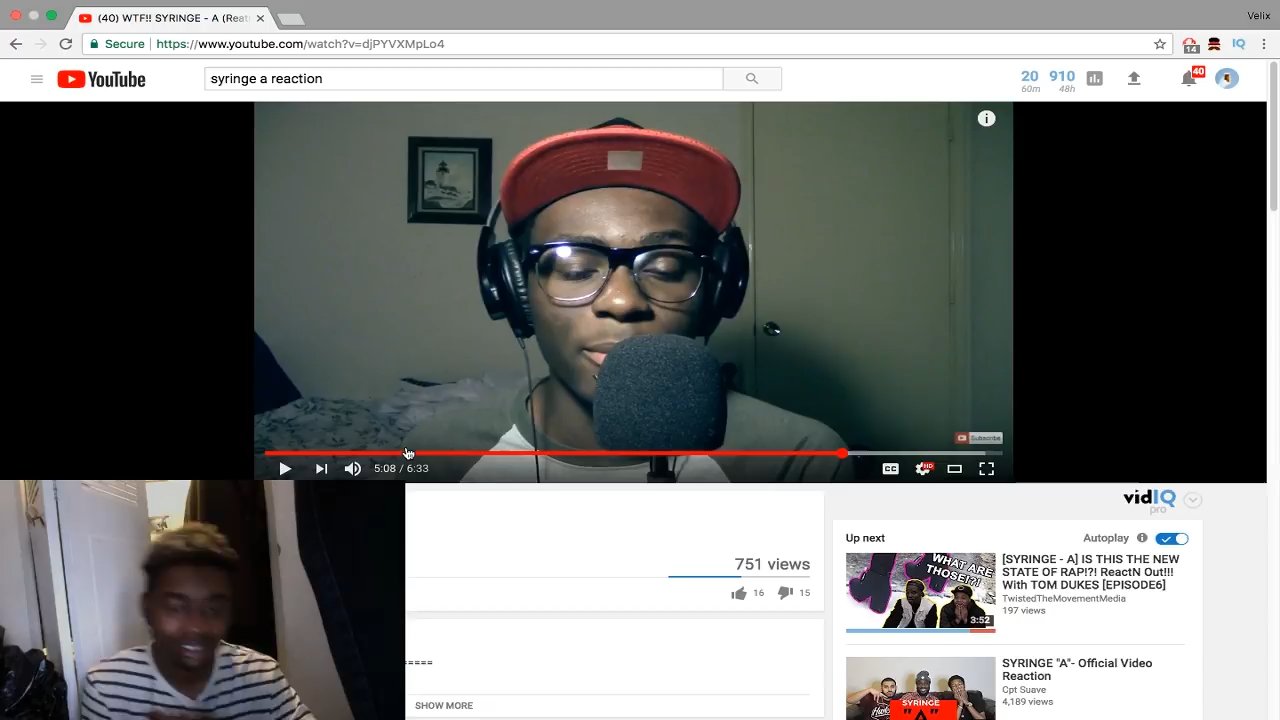 (40) WTF!! SYRINGE - A (Reat
Velix
Secure
https://www.youtube.com/watch?v=djPYVXMpLo4
14
IQ
YouTube
syringe a reaction
20
60m
910
48h
40
Subscribe
5:08 / 6:33
CC
HD
vidIQ
pro
751 views
16
15
=====
SHOW MORE
Up next
Autoplay
WHAT ARE
THOSE!?!
3:52
[SYRINGE - A] IS THIS THE NEW
STATE OF RAP!?! ReactN Out!!!
With TOM DUKES [EPISODE6]
TwistedTheMovementMedia
197 views
SYRINGE
"A"
SYRINGE "A"- Official Video
Reaction
Cpt Suave
4,189 views